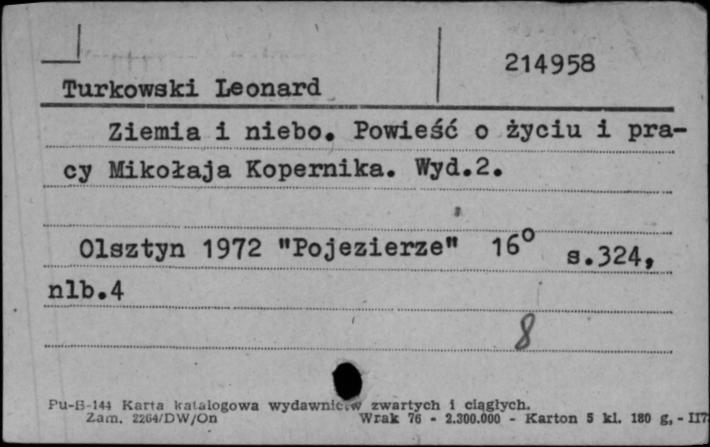 214958
Turkowski Leonard
Ziemia i niebo. Powieść o życiu i pra-
cy Mikołaja Kopernika. Wyd.2.
Olsztyn 1972 "Pojezierze" 16° s.324,
nlb.4
8
Pu-B-144 Karta katalogowa wydawnictw zwartych i ciągłych.
Zam. 2264/DW/On Wrak 76 - 2.300.000 - Karton 5 kl. 180 g. -